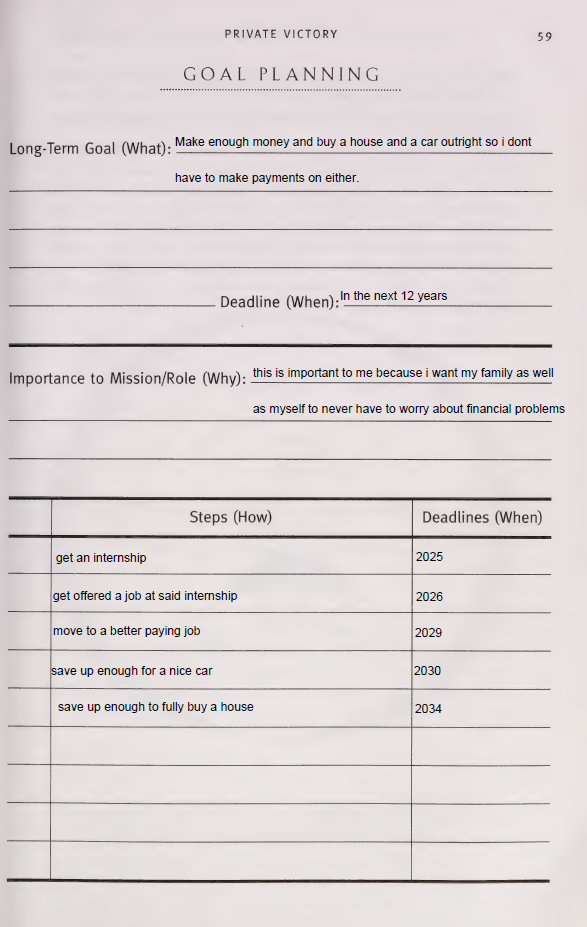 PRIVATE VICTORY 59
GOAL PLANNING
Long-Term Goal (What): Make enough money and buy a house and a car outright so i dont
have to make payments on either.
Deadline (When): In the next 12 years
Importance to Mission/Role (Why): this is important to me because i want my family as well
as myself to never have to worry about financial problems
Steps (How) Deadlines (When)
get an internship 2025
get offered a job at said internship 2026
move to a better paying job 2029
save up enough for a nice car 2030
save up enough to fully buy a house 2034